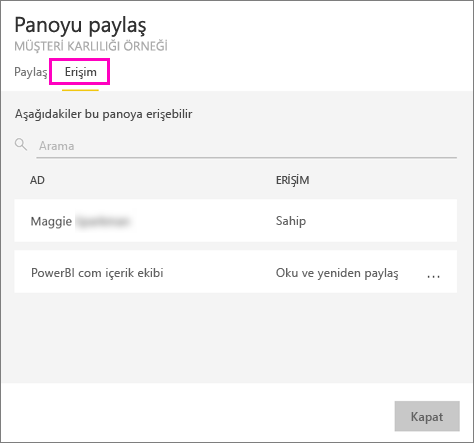 Panoyu paylaş
MÜŞTERİ KARLILIĞI ÖRNEĞİ
Paylaş Erişim
Aşağıdakiler bu panoya erişebilir
Arama
AD ERİŞİM
Maggie Sahip
PowerBI com içerik ekibi Oku ve yeniden paylaş ...
Kapat